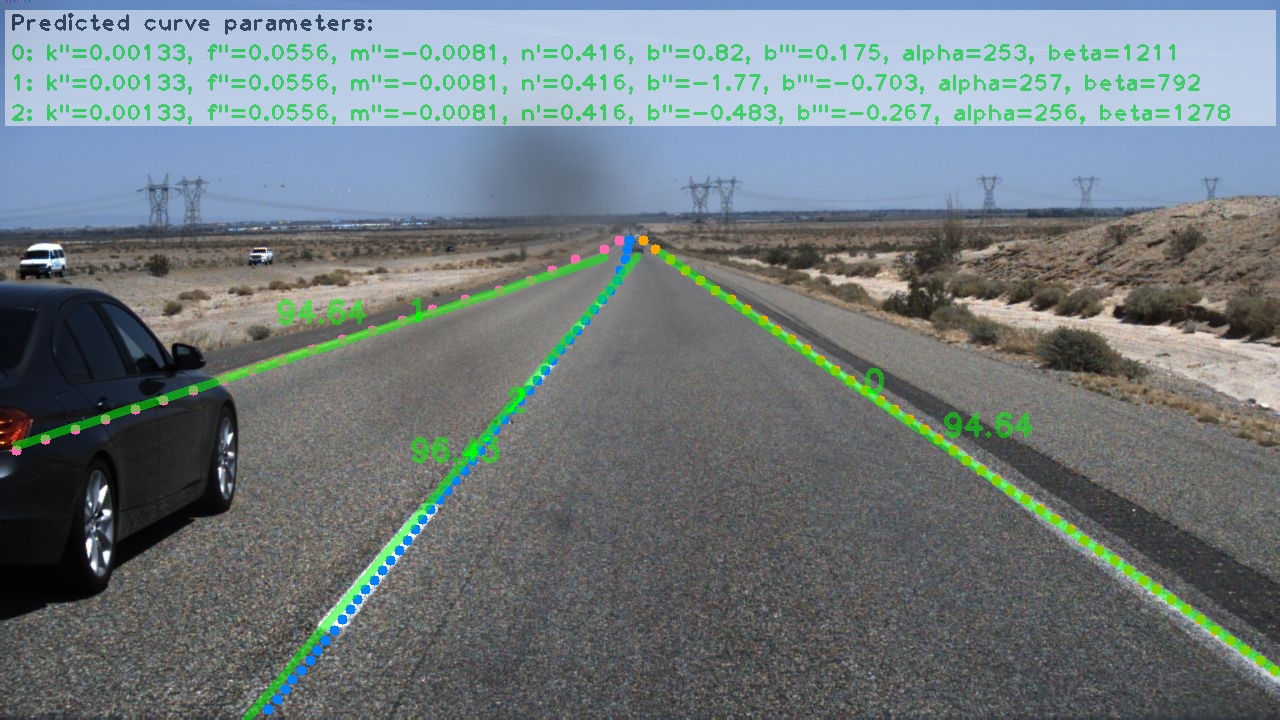 Predicted curve parameters:
0: k''=0.00133, f''=0.0556, m''=-0.0081, n'=0.416, b''=0.82, b'''=0.175, alpha=253, beta=1211
1: k''=0.00133, f''=0.0556, m''=-0.0081, n'=0.416, b''=-1.77, b'''=-0.703, alpha=257, beta=792
2: k''=0.00133, f''=0.0556, m''=-0.0081, n'=0.416, b''=-0.483, b'''=-0.267, alpha=256, beta=1278
94.64 1
0
2
94.64